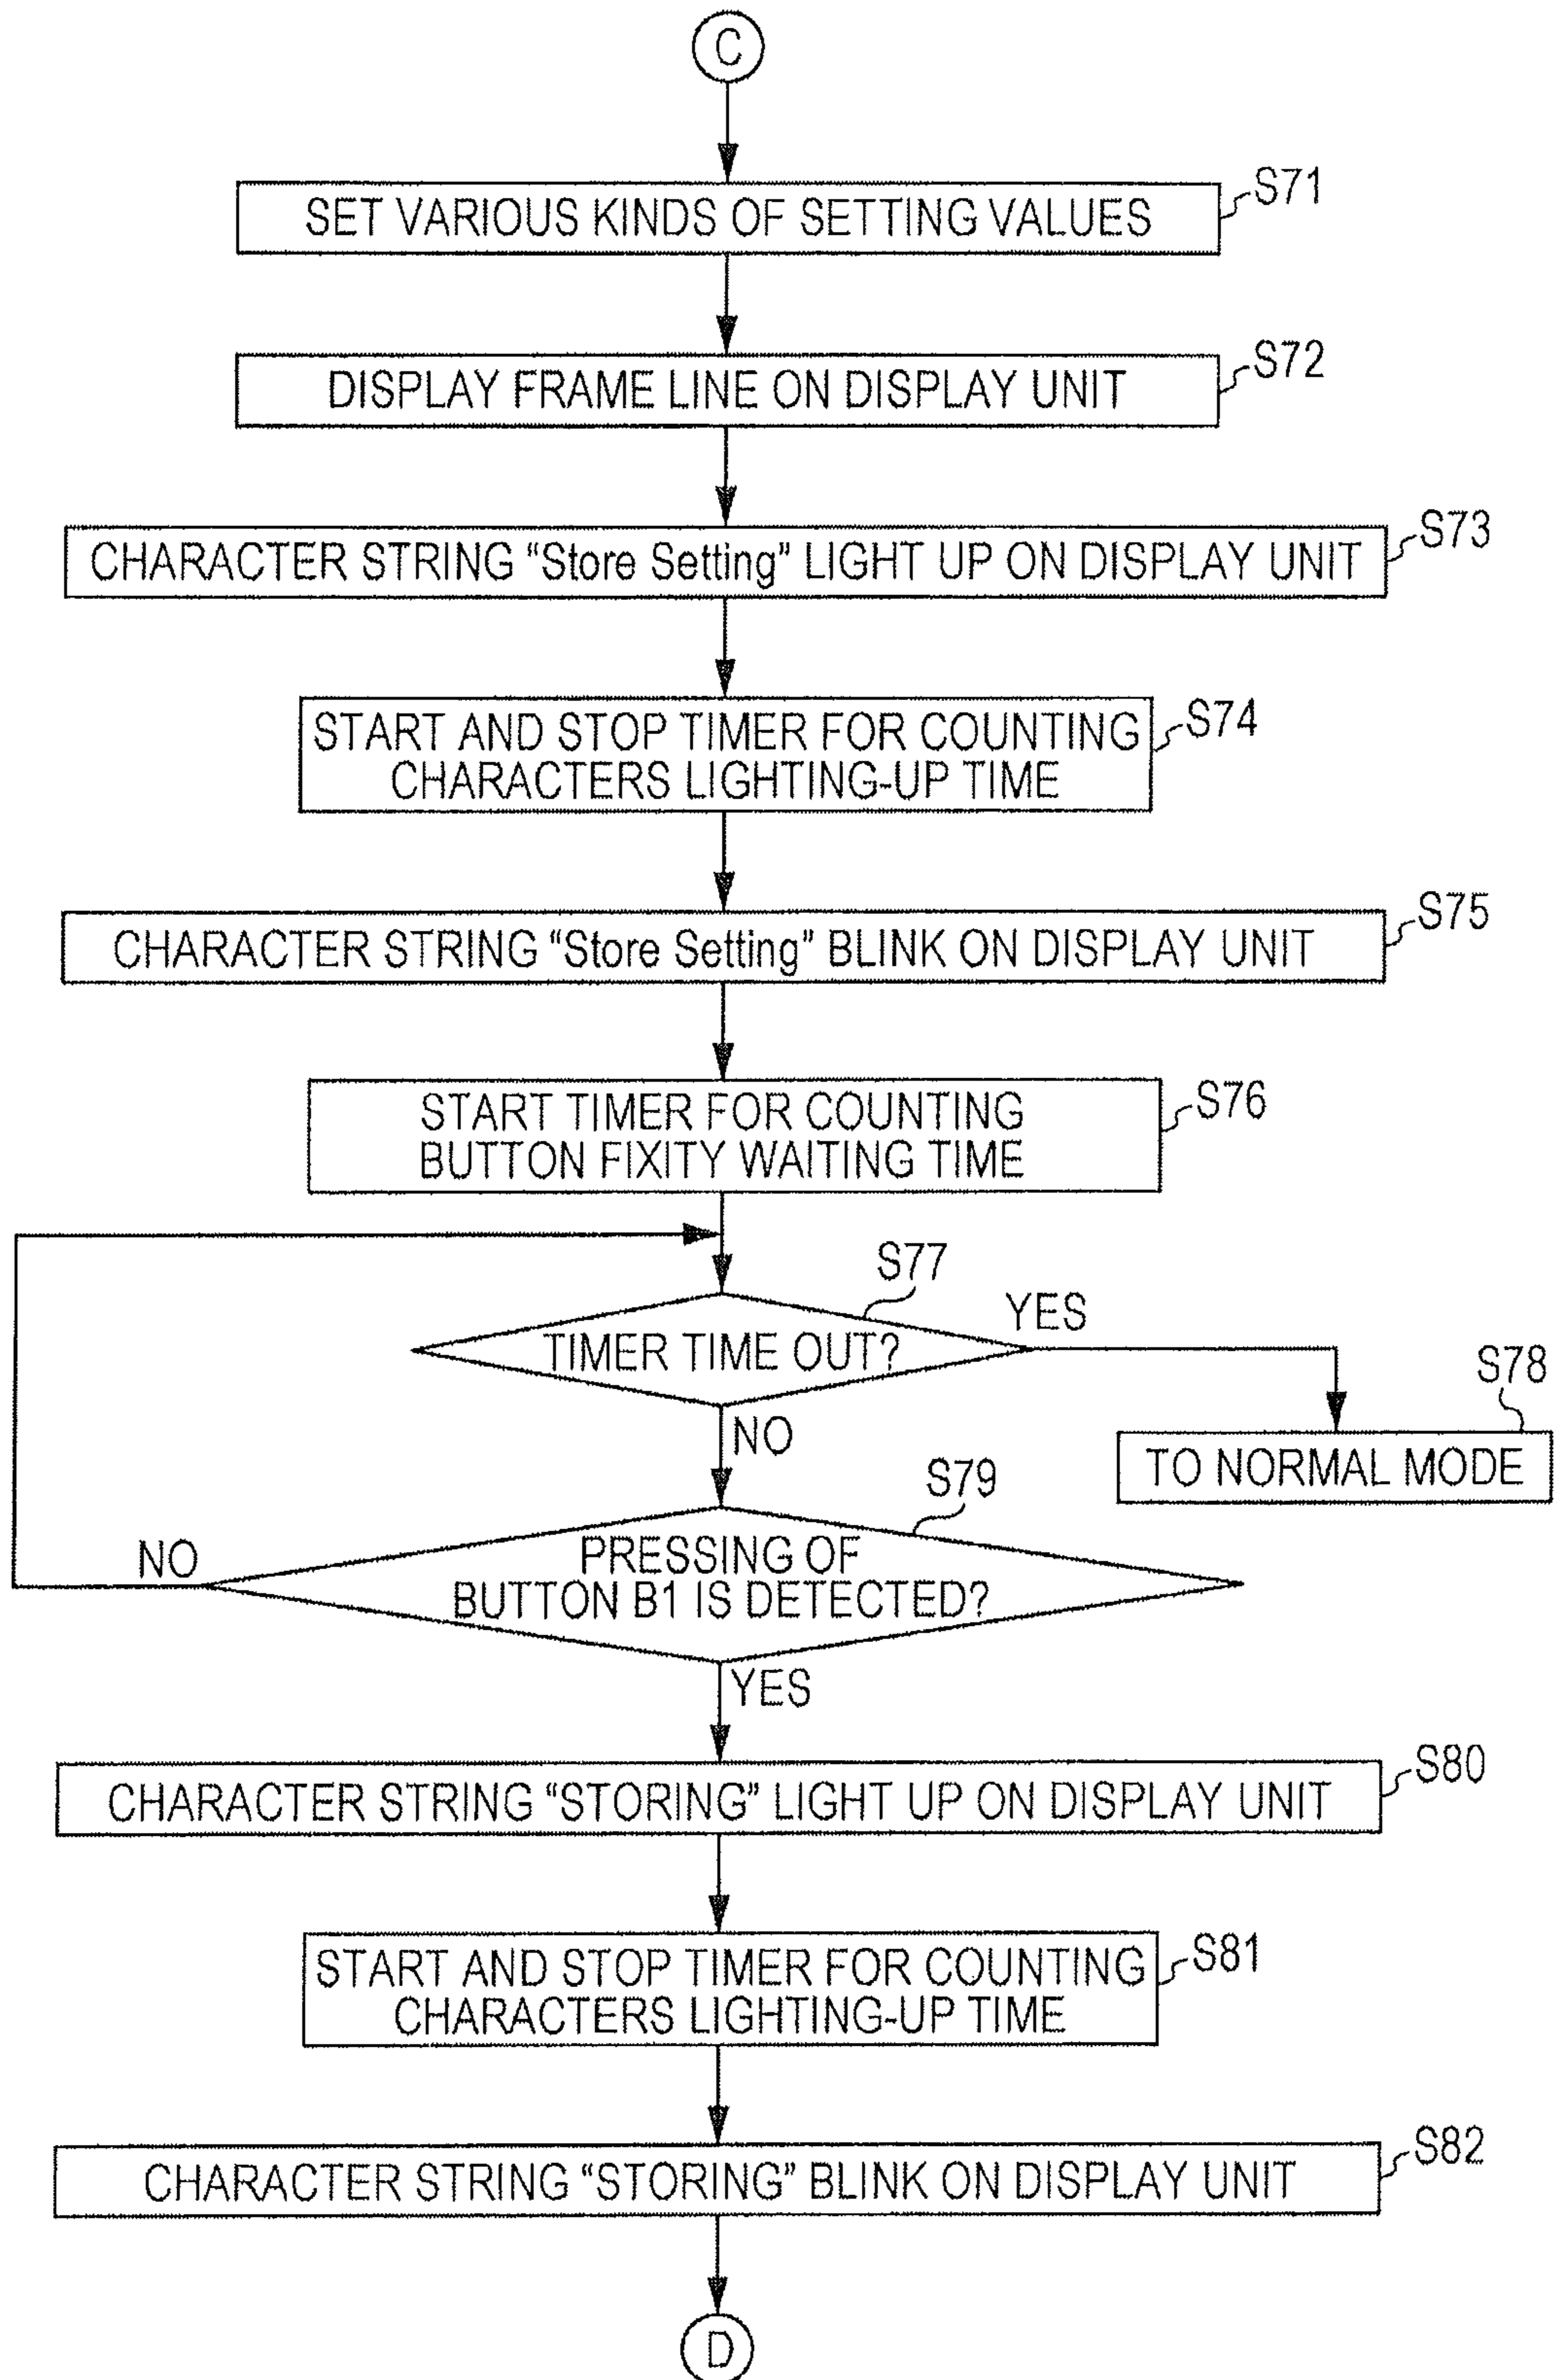 C
S71
SET VARIOUS KINDS OF SETTING VALUES
S72
DISPLAY FRAME LINE ON DISPLAY UNIT
S73
CHARACTER STRING “Store Setting” LIGHT UP ON DISPLAY UNIT
S74
START AND STOP TIMER FOR COUNTING
CHARACTERS LIGHTING-UP TIME
S75
CHARACTER STRING “Store Setting” BLINK ON DISPLAY UNIT
S76
START TIMER FOR COUNTING
BUTTON FIXITY WAITING TIME
S77
YES
TIMER TIME OUT?
S78
NO
TO NORMAL MODE
S79
NO
PRESSING OF
BUTTON B1 IS DETECTED?
YES
S80
CHARACTER STRING “STORING” LIGHT UP ON DISPLAY UNIT
S81
START AND STOP TIMER FOR COUNTING
CHARACTERS LIGHTING-UP TIME
S82
CHARACTER STRING “STORING” BLINK ON DISPLAY UNIT
D